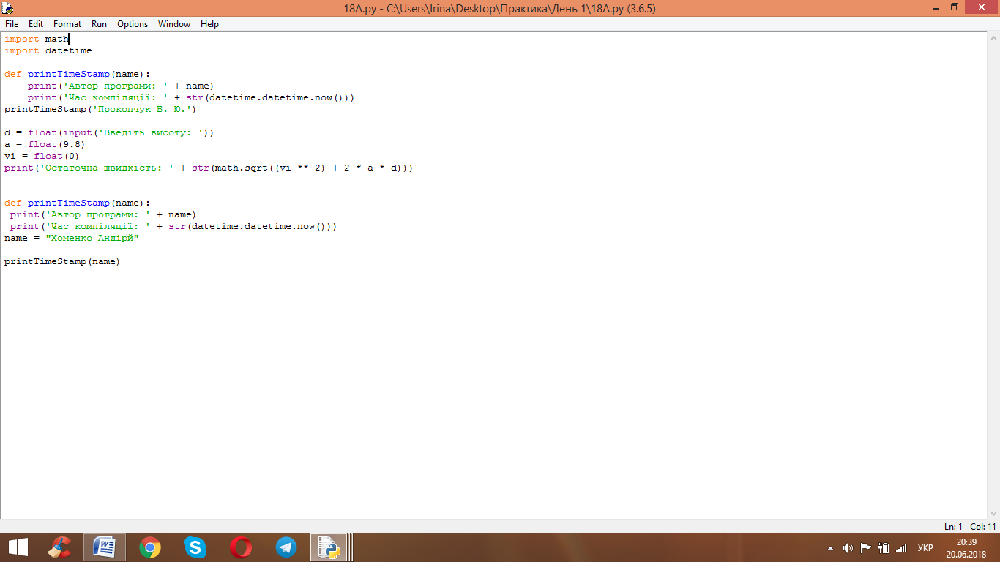 18A.py - C:\Users\Irina\Desktop\Практика\День 1\18A.py (3.6.5)
File Edit Format Run Options Window Help
import math
import datetime
def printTimeStamp(name):
    print('Автор програми: ' + name)
    print('Час компіляції: ' + str(datetime.datetime.now()))
printTimeStamp('Прокопчук Б. Ю.')
d = float(input('Введіть висоту: '))
a = float(9.8)
vi = float(0)
print('Остаточна швидкість: ' + str(math.sqrt((vi ** 2) + 2 * a * d)))
def printTimeStamp(name):
 print('Автор програми: ' + name)
 print('Час компіляції: ' + str(datetime.datetime.now()))
name = "Хоменко Андірй"
printTimeStamp(name)
Ln: 1 Col: 11
УКР
20:39
20.06.2018